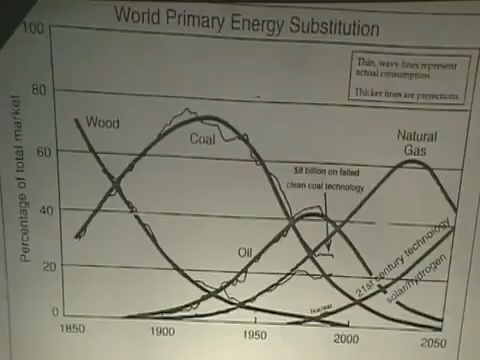 World Primary Energy Substitution
100
80
60
40
20
0
Percentage of total market
Thin, wavy lines represent
actual consumption.
Thicker lines are projections.
Wood
Coal
Natural
Gas
$8 billion on failed
clean coal technology
Oil
Nuclear
21st century technology
solar/hydrogen
1850
1900
1950
2000
2050